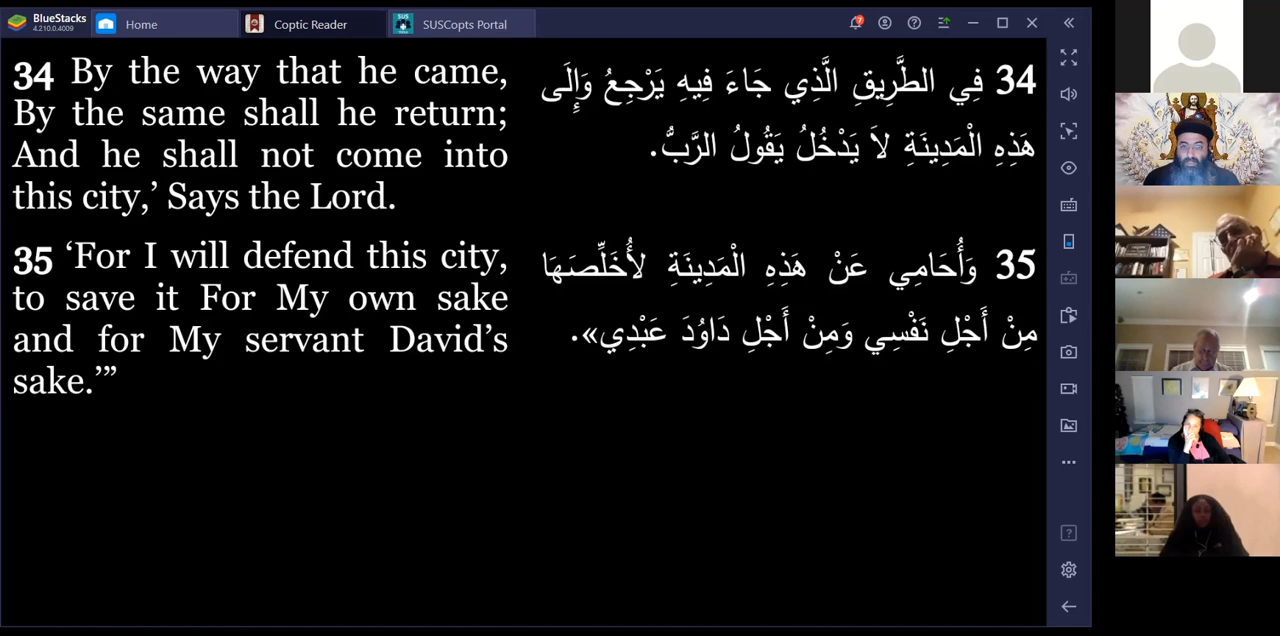 BlueStacks
4.210.0.4009
Home
Coptic Reader
SUSCopts Portal
34 By the way that he came,
By the same shall he return;
And he shall not come into
this city,’ Says the Lord.
35 ‘For I will defend this city,
to save it For My own sake
and for My servant David’s
sake.’”
34 فِي الطَّرِيقِ الَّذِي جَاءَ فِيهِ يَرْجِعُ وَإِلَى
هَذِهِ الْمَدِينَةِ لاَ يَدْخُلُ يَقُولُ الرَّبُّ.
35 وَأُحَامِي عَنْ هَذِهِ الْمَدِينَةِ لأُخَلِّصَهَا
مِنْ أَجْلِ نَفْسِي وَمِنْ أَجْلِ دَاوُدَ عَبْدِي».